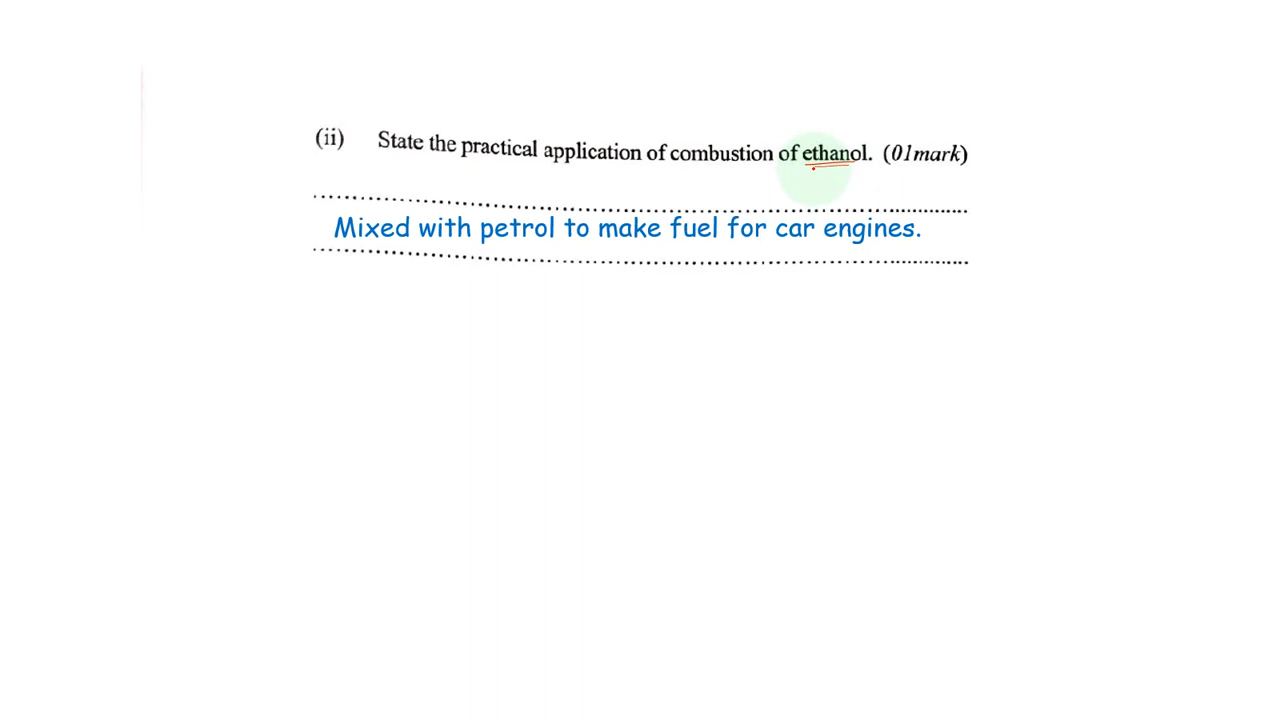 (ii) State the practical application of combustion of ethanol. (01mark)
Mixed with petrol to make fuel for car engines.